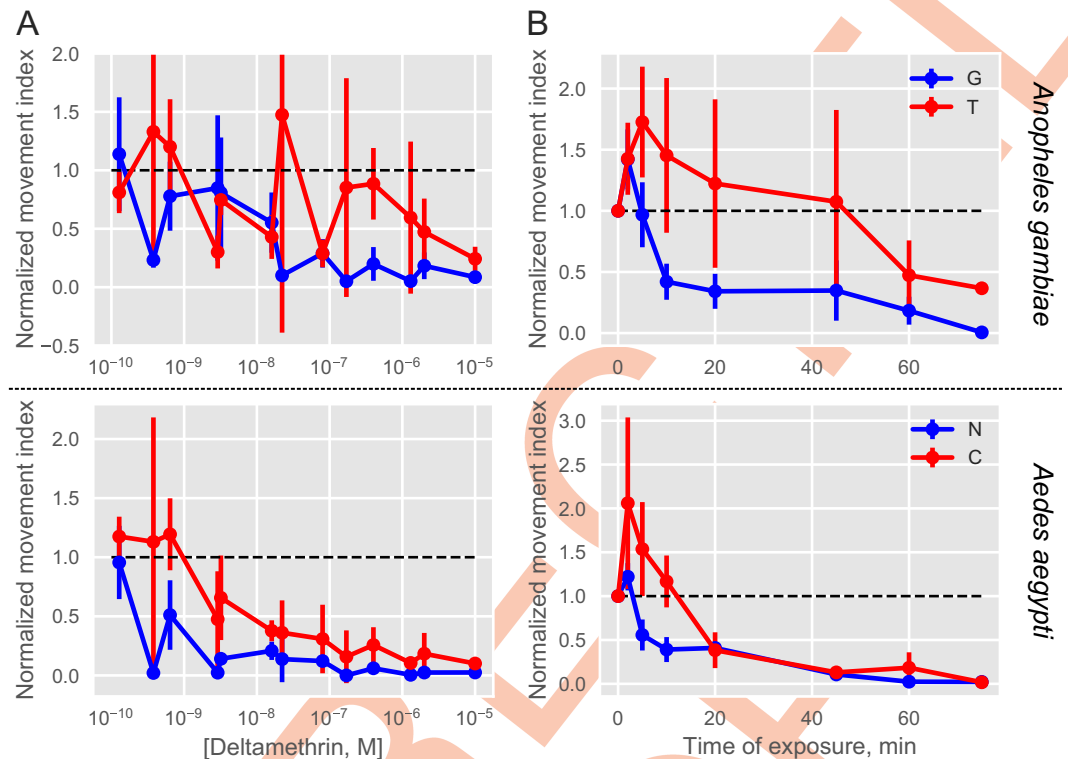 A
B
Normalized movement index
2.0
1.5
1.0
0.5
0.0
−0.5
10⁻¹⁰ 10⁻⁹ 10⁻⁸ 10⁻⁷ 10⁻⁶ 10⁻⁵
Normalized movement index
2.0
1.5
1.0
0.5
0.0
0 20 40 60
G
T
Anopheles gambiae
Normalized movement index
2.0
1.5
1.0
0.5
0.0
10⁻¹⁰ 10⁻⁹ 10⁻⁸ 10⁻⁷ 10⁻⁶ 10⁻⁵
[Deltamethrin, M]
Normalized movement index
3.0
2.5
2.0
1.5
1.0
0.5
0.0
0 20 40 60
Time of exposure, min
N
C
Aedes aegypti